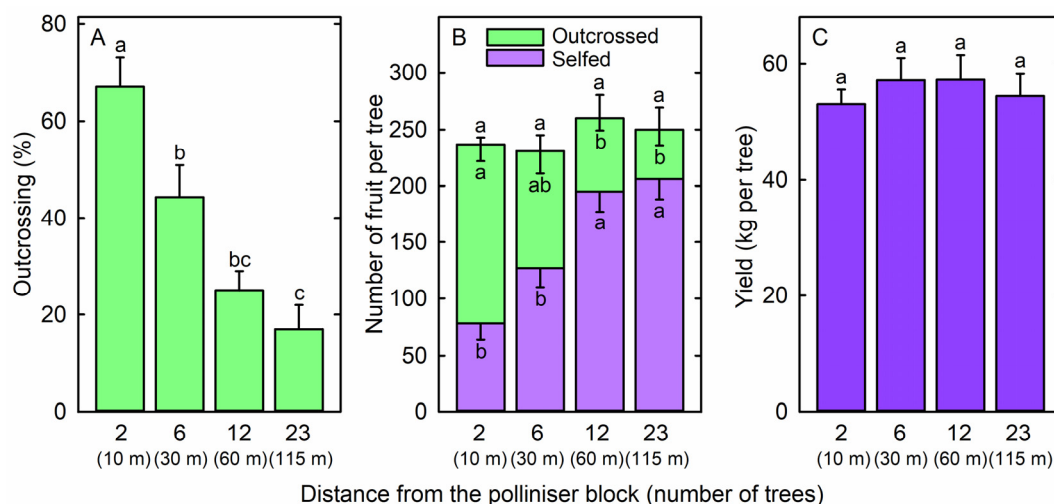 A
Outcrossing (%)
80
60
40
20
0
a
b
bc
c
2 6 12 23
(10 m) (30 m) (60 m) (115 m)
B
Outcrossed
Selfed
Number of fruit per tree
300
250
200
150
100
50
0
a a a a
a ab b b
b b a a
2 6 12 23
(10 m) (30 m) (60 m) (115 m)
C
Yield (kg per tree)
60
40
20
0
a a a a
2 6 12 23
(10 m) (30 m) (60 m) (115 m)
Distance from the polliniser block (number of trees)